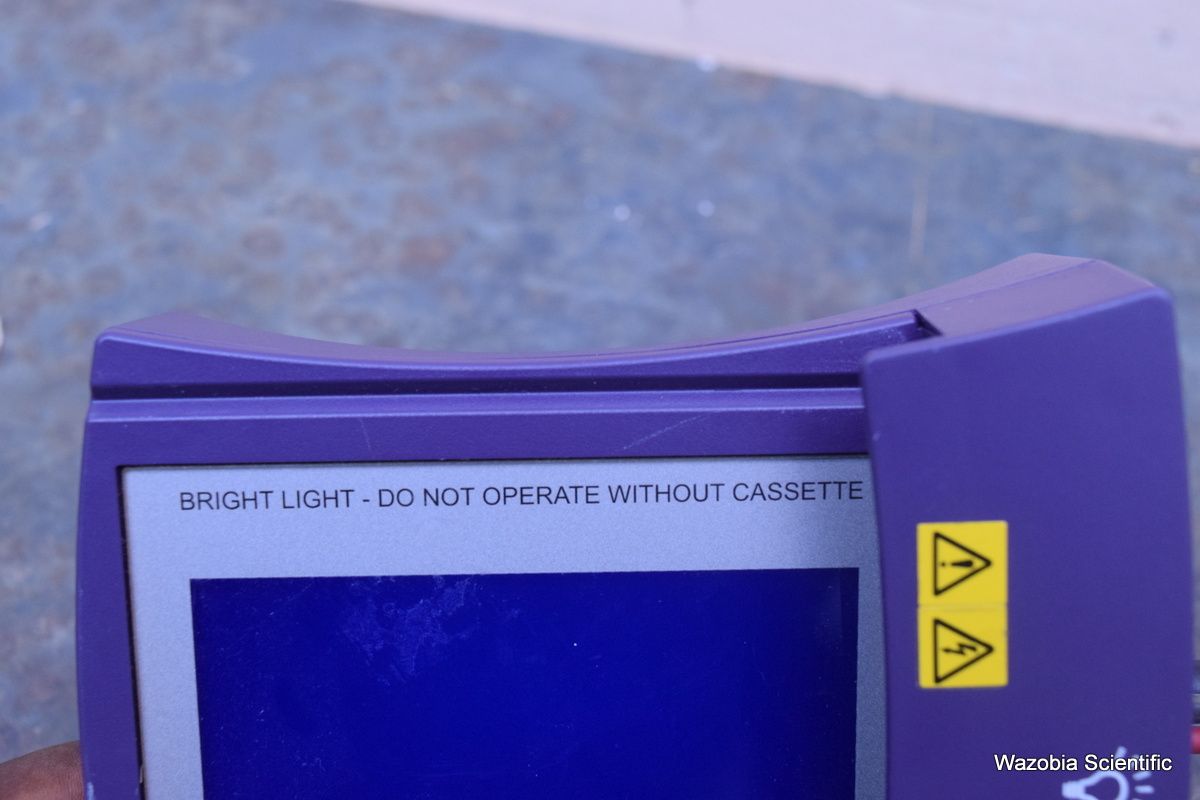 BRIGHT LIGHT - DO NOT OPERATE WITHOUT CASSETTE
Wazobia Scientific